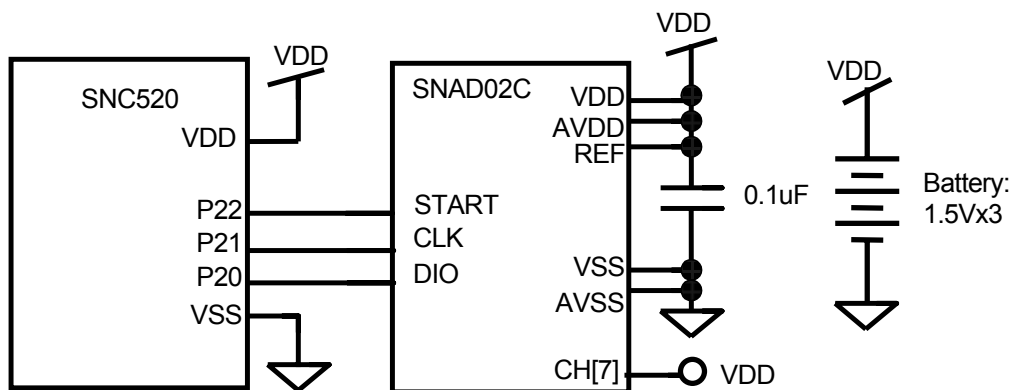 VDD
SNC520
VDD
P22
P21
P20
VSS
SNAD02C
START
CLK
DIO
VDD
VDD
AVDD
REF
0.1uF
VSS
AVSS
CH[7]
VDD
VDD
Battery:
1.5Vx3